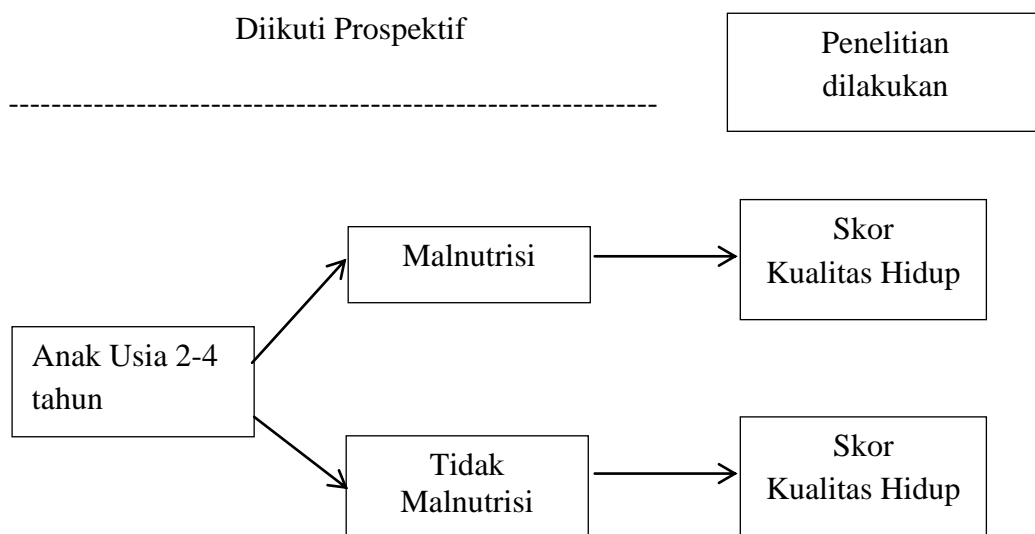 Diikuti Prospektif
Penelitian
dilakukan
Malnutrisi
Skor
Kualitas Hidup
Anak Usia 2-4
tahun
Tidak
Malnutrisi
Skor
Kualitas Hidup